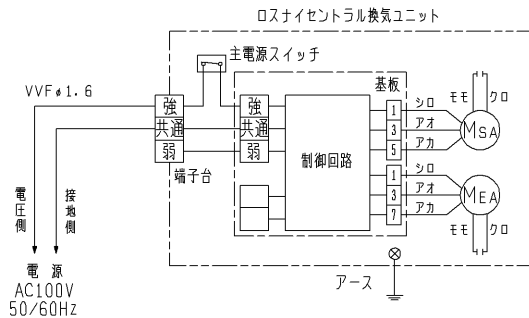 ロスナイセントラル換気ユニット
主電源スイッチ
VVFφ1.6
基板
強
共通
弱
端子台
強
共通
弱
制御回路
1
3
5
シロ
アオ
アカ
モモ
クロ
MSA
1
3
7
シロ
アオ
アカ
MEA
モモ
クロ
電圧側
接地側
電源
AC100V
50/60Hz
アース